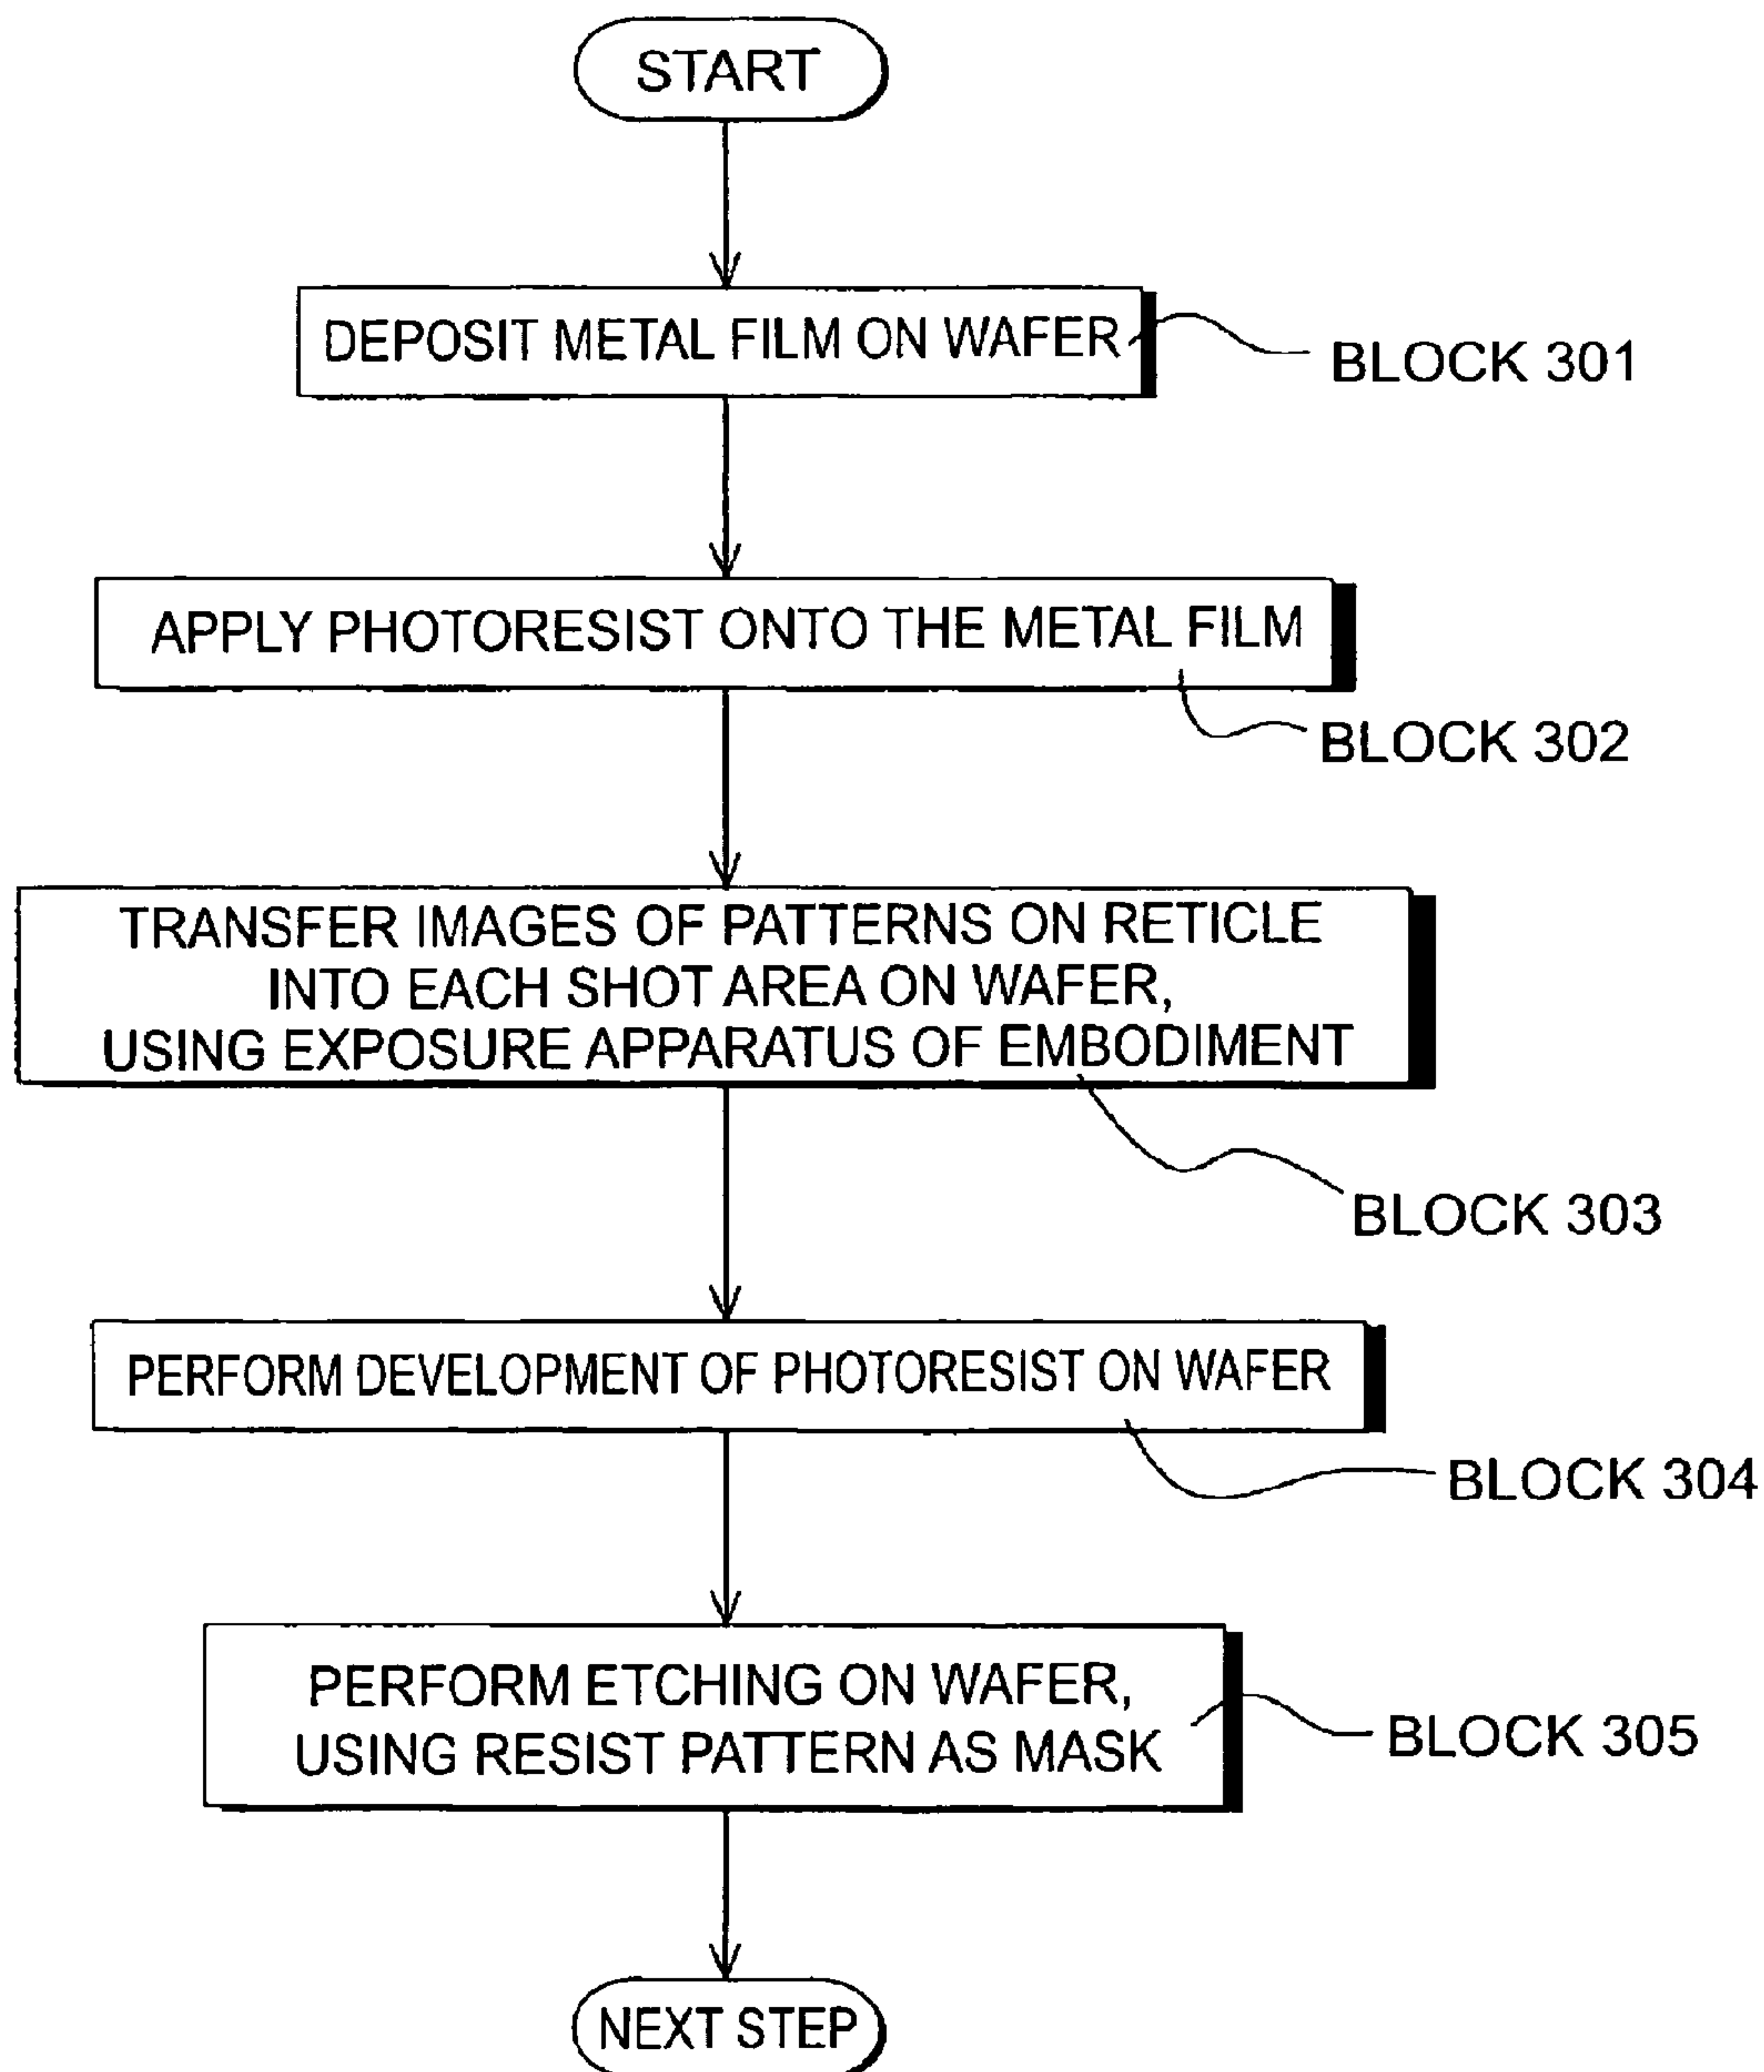 START
DEPOSIT METAL FILM ON WAFER
BLOCK 301
APPLY PHOTORESIST ONTO THE METAL FILM
BLOCK 302
TRANSFER IMAGES OF PATTERNS ON RETICLE
INTO EACH SHOT AREA ON WAFER,
USING EXPOSURE APPARATUS OF EMBODIMENT
BLOCK 303
PERFORM DEVELOPMENT OF PHOTORESIST ON WAFER
BLOCK 304
PERFORM ETCHING ON WAFER,
USING RESIST PATTERN AS MASK
BLOCK 305
NEXT STEP